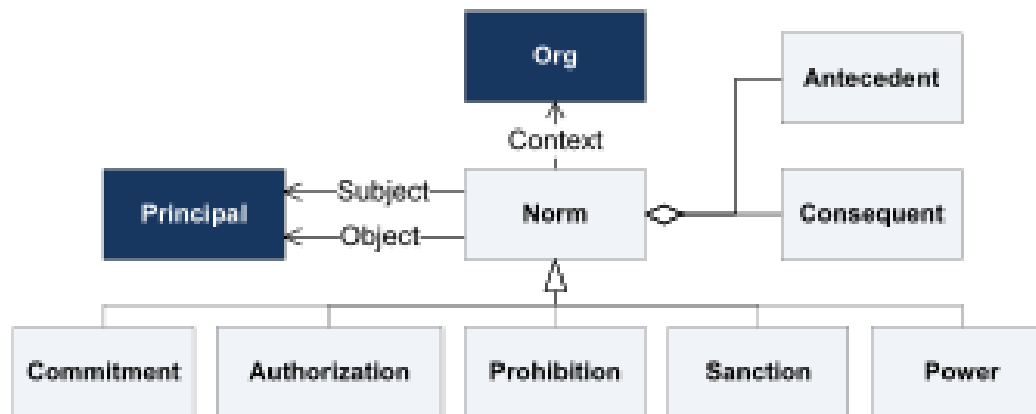 Org
Antecedent
Context
Subject
Principal
Norm
Consequent
Object
Commitment
Authorization
Prohibition
Sanction
Power